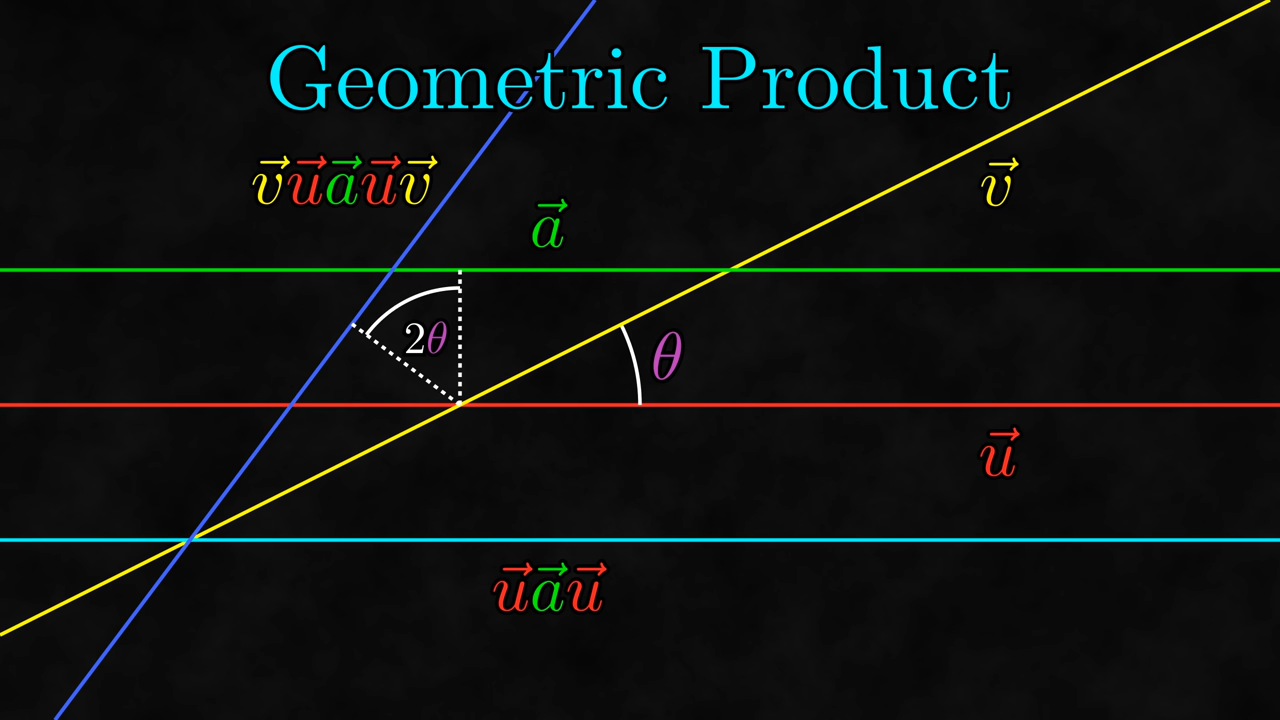 Geometric Product
v⃗u⃗a⃗u⃗v⃗
v⃗
a⃗
2θ
θ
u⃗
u⃗a⃗u⃗